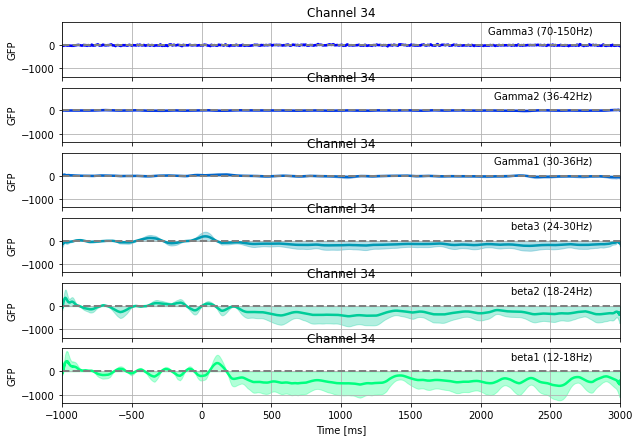 Channel 34
Gamma3 (70-150Hz)
GFP
0
−1000
Channel 34
Gamma2 (36-42Hz)
GFP
0
−1000
Channel 34
Gamma1 (30-36Hz)
GFP
0
−1000
Channel 34
beta3 (24-30Hz)
GFP
0
−1000
Channel 34
beta2 (18-24Hz)
GFP
0
−1000
Channel 34
beta1 (12-18Hz)
GFP
0
−1000
−1000 −500 0 500 1000 1500 2000 2500 3000
Time [ms]